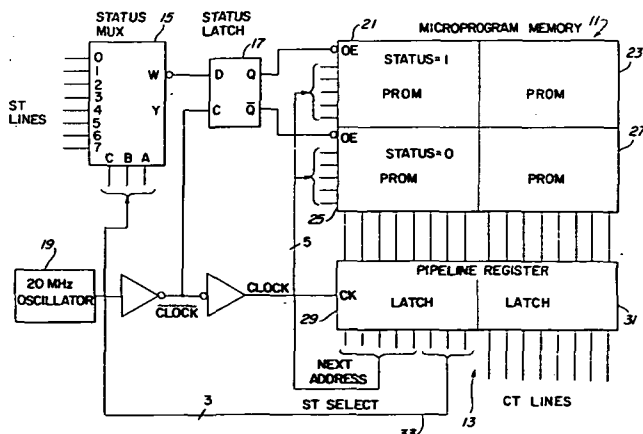 STATUS MUX 15
STATUS LATCH 17
21 MICROPROGRAM MEMORY 11
23
OE
STATUS=1
PROM PROM
0
1
2
3
4
5
6
7
ST LINES
W
Y
C B A
D Q
C Q̅
27
OE
STATUS=0
PROM PROM
25
5
19
20 MHz OSCILLATOR
CLOCK
CLOCK
PIPELINE REGISTER
CK
LATCH LATCH
29
31
NEXT ADDRESS
3
ST SELECT
13
CT LINES
33